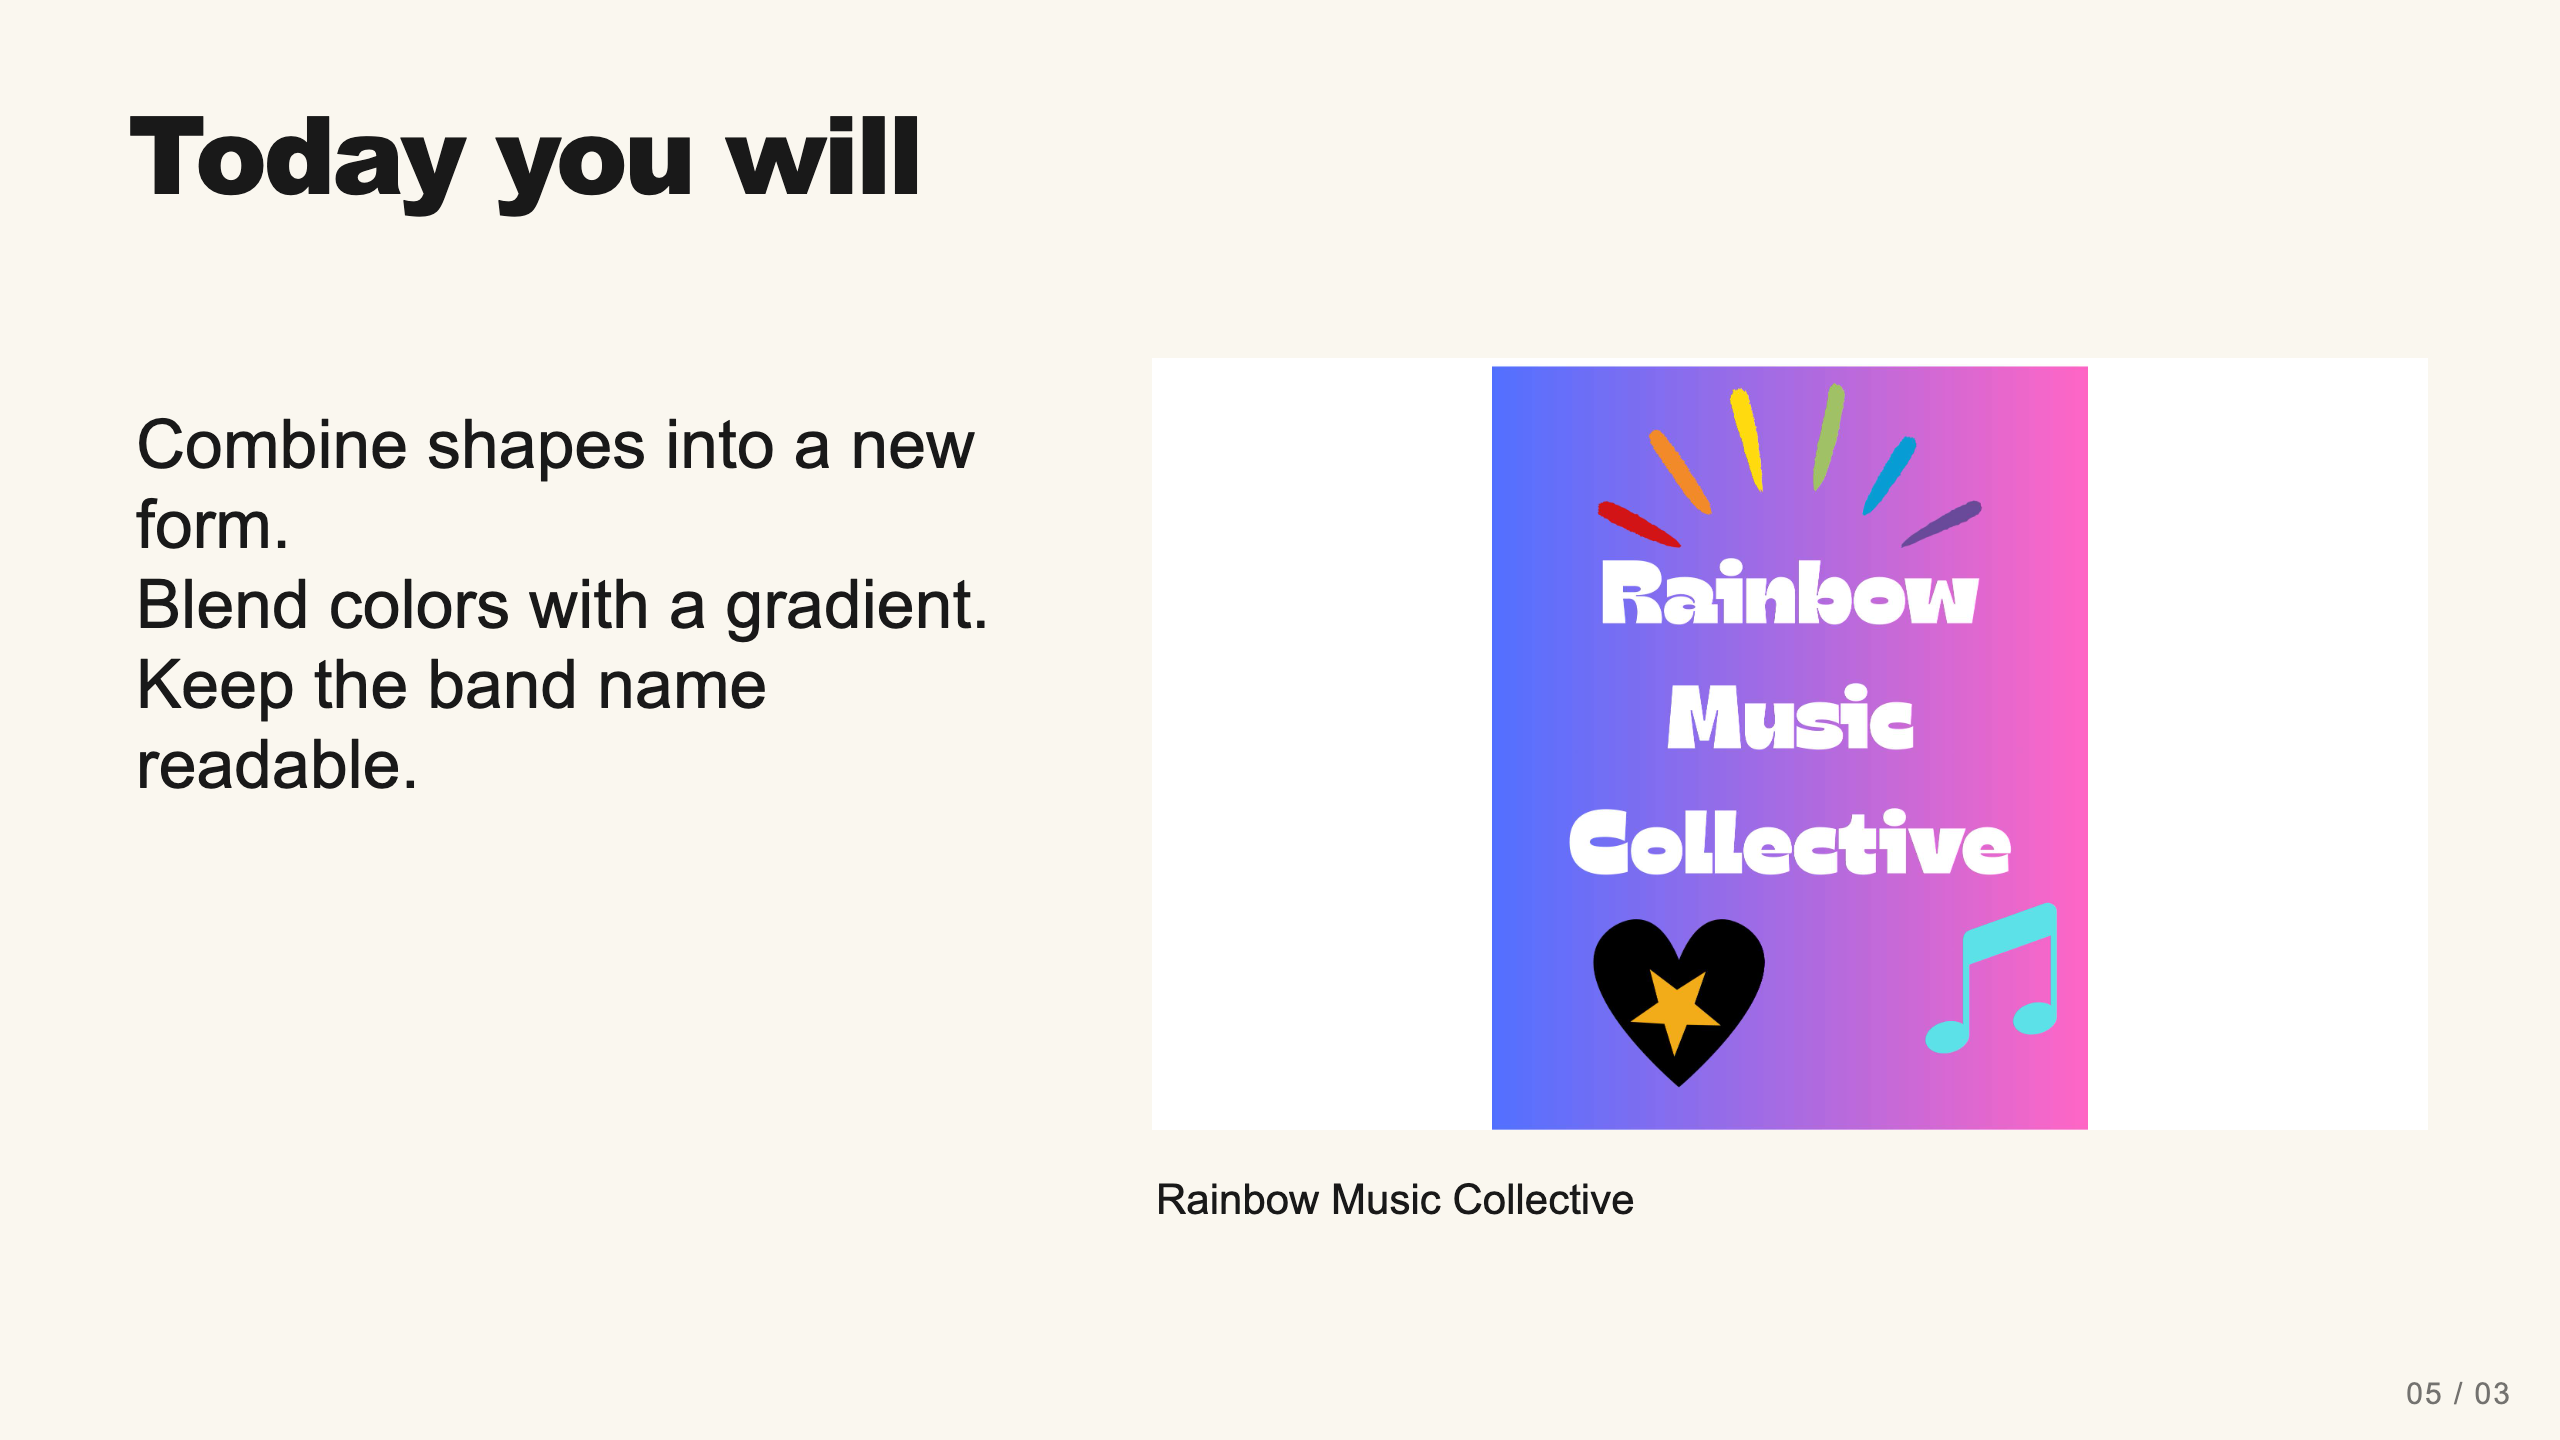 Today you will
Combine shapes into a new
form.
Blend colors with a gradient.
Keep the band name
readable.
Rainbow
Music
Collective
Rainbow Music Collective
05 / 03